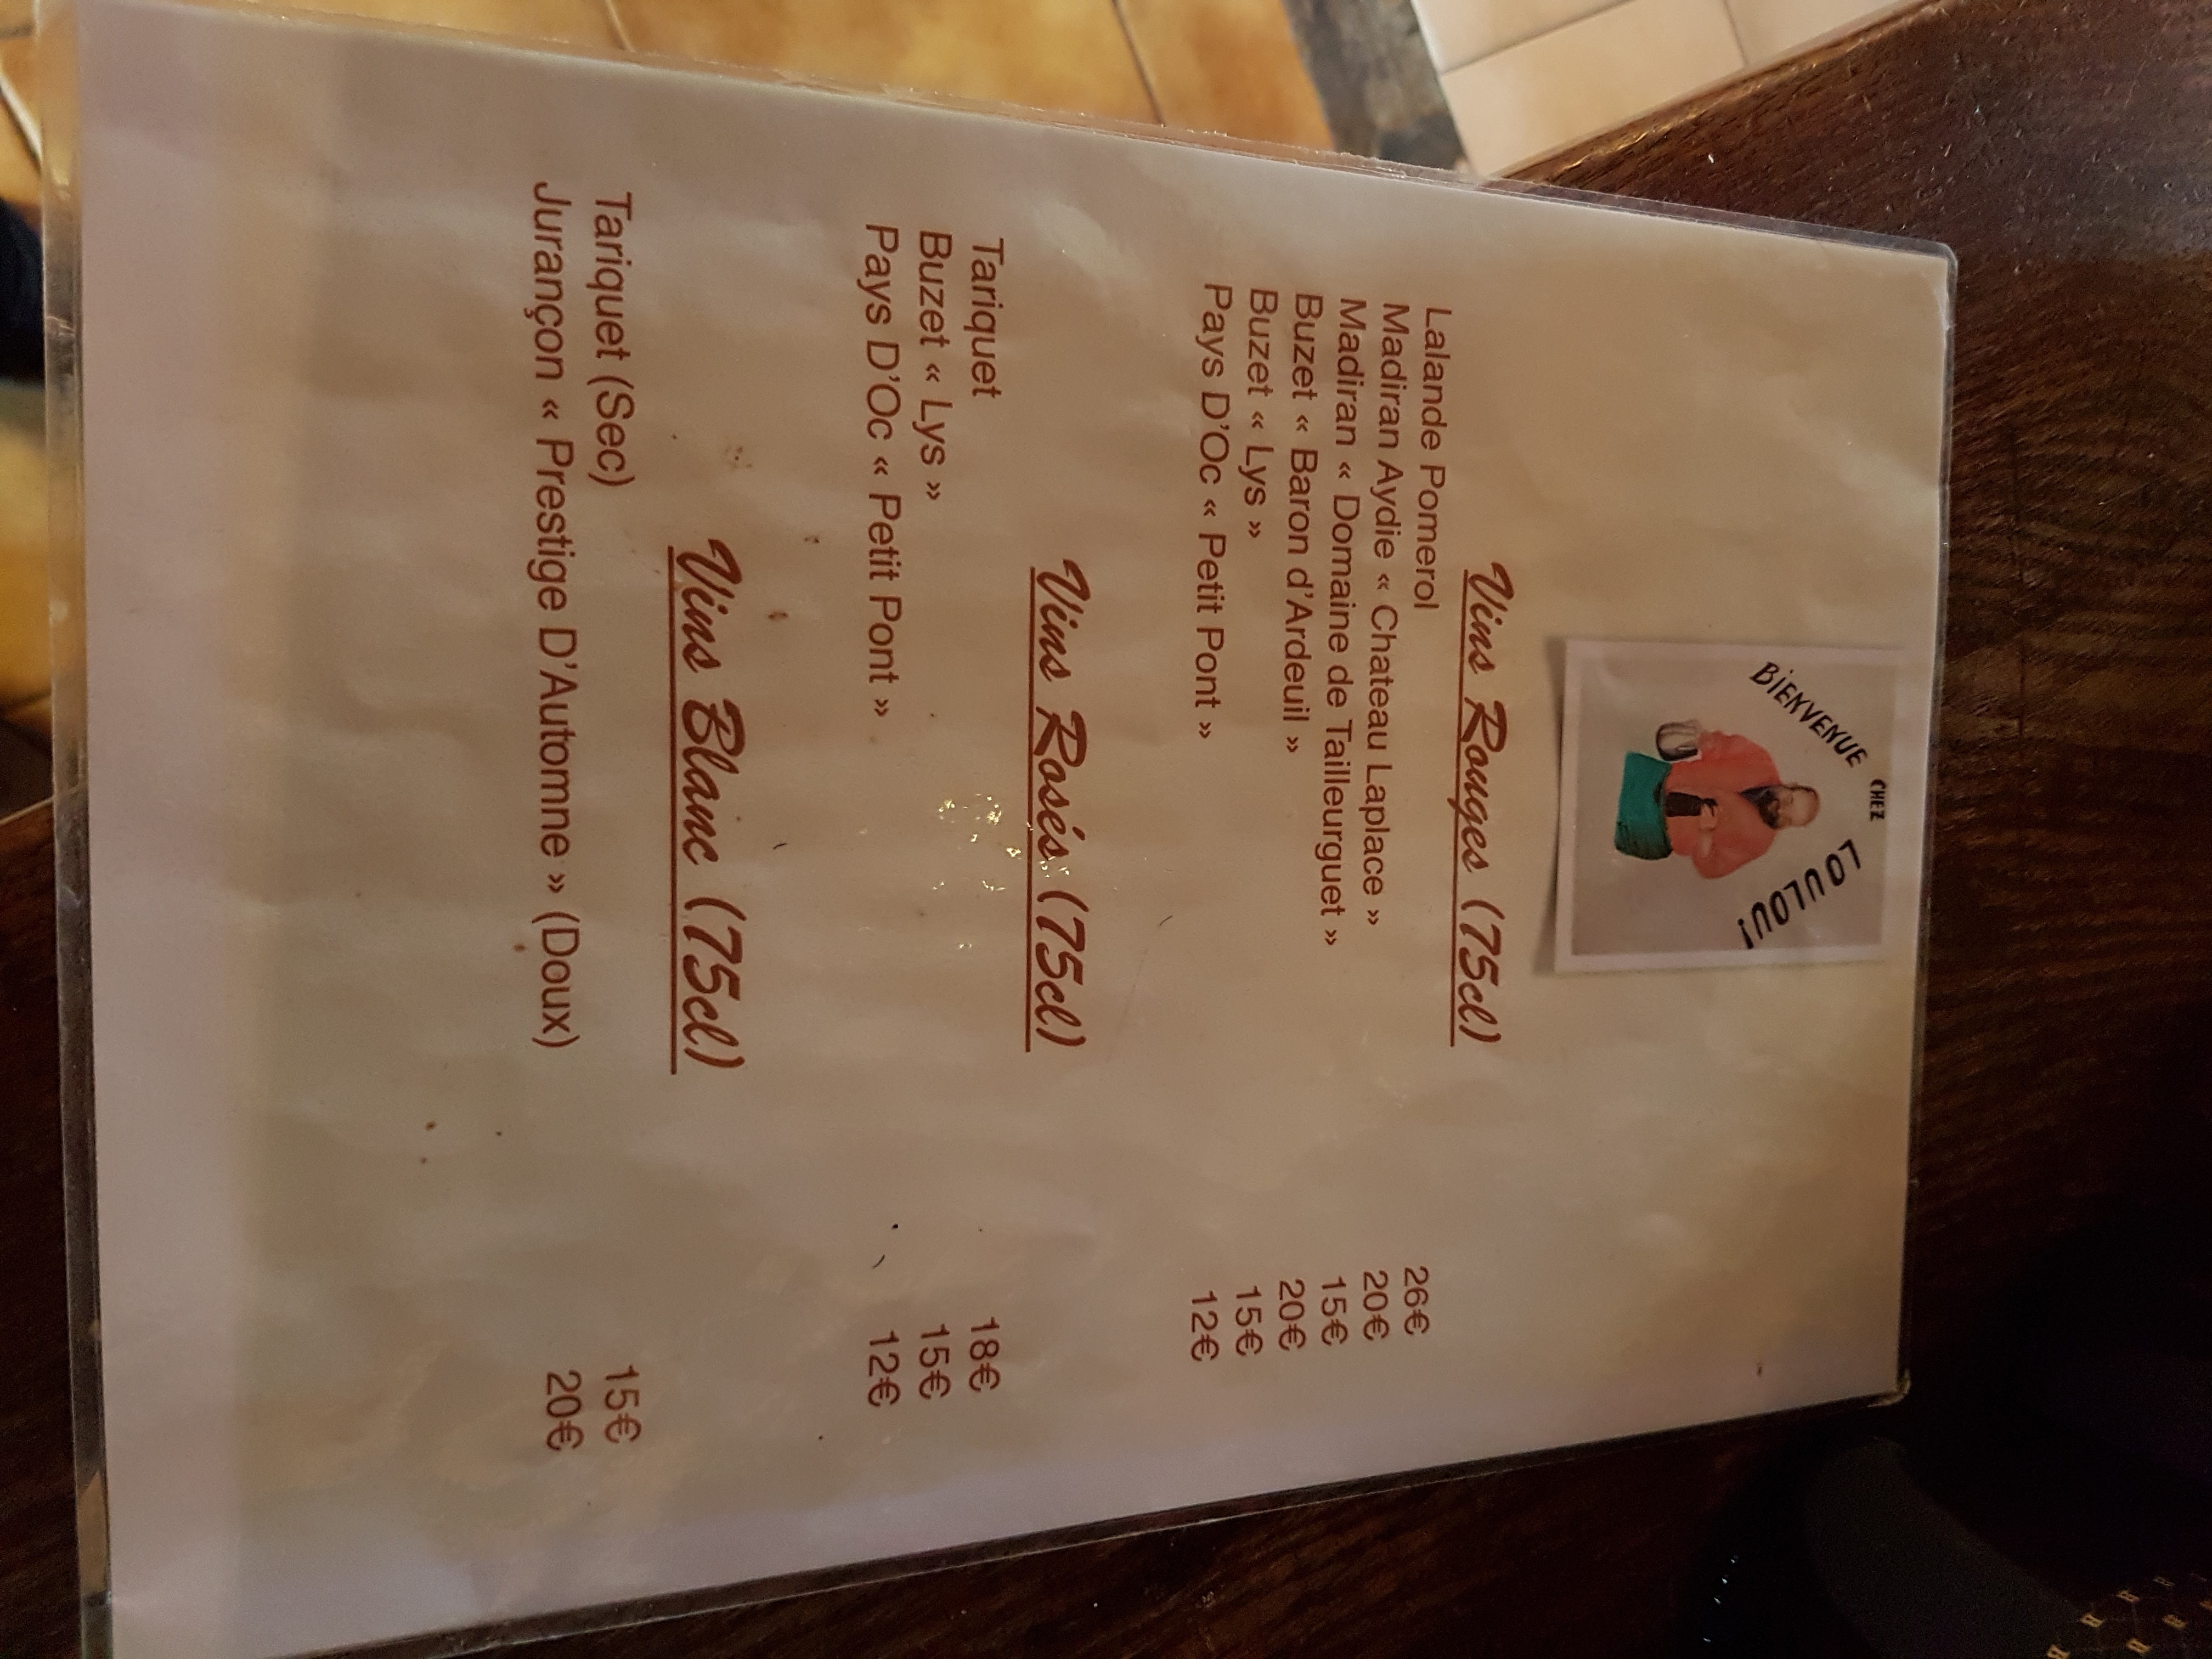 BiENVENUE CHEZ LOULOU!
Vins Rouges (75cl)
Lalande Pomerol 26€
Madiran Aydie « Chateau Laplace » 20€
Madiran « Domaine de Tailleurguet » 15€
Buzet « Baron d'Ardeuil » 20€
Buzet « Lys » 15€
Pays D'Oc « Petit Pont » 12€
Vins Rosés (75cl)
Tariquet 18€
Buzet « Lys » 15€
Pays D'Oc « Petit Pont » 12€
Vins Blanc (75cl)
Tariquet (Sec) 15€
Jurançon « Prestige D'Automne » (Doux) 20€